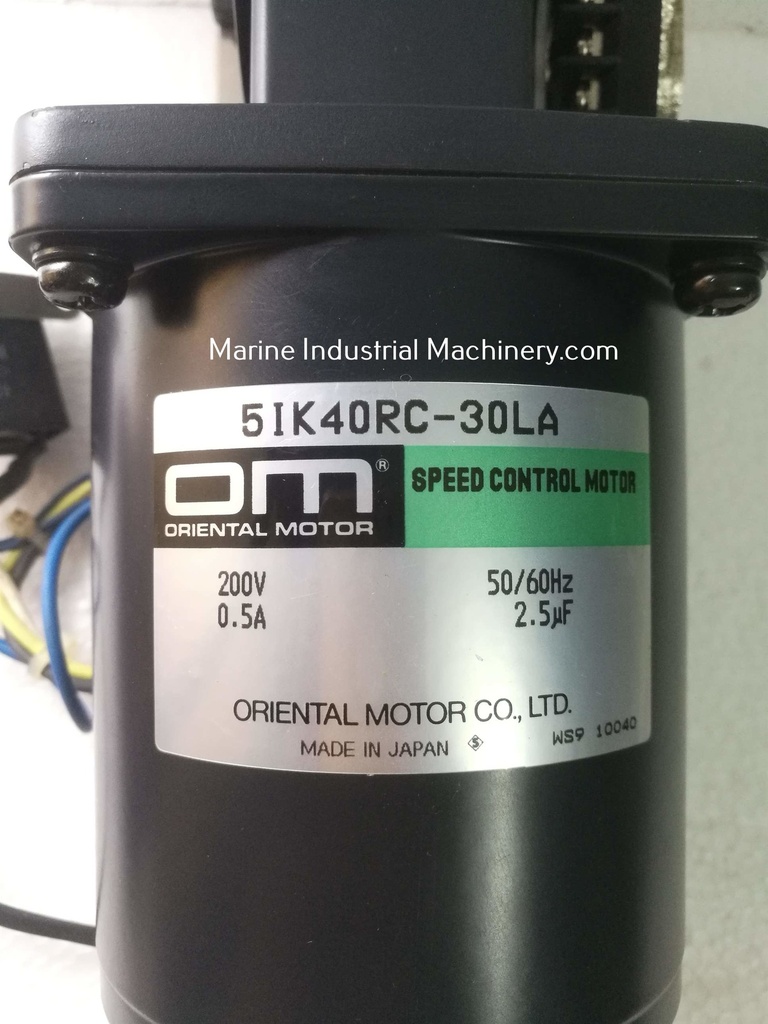 Marine Industrial Machinery.com
5IK40RC-30LA
OM®
ORIENTAL MOTOR
SPEED CONTROL MOTOR
200V 50/60Hz
0.5A 2.5µF
ORIENTAL MOTOR CO., LTD.
MADE IN JAPAN S WS9 10040